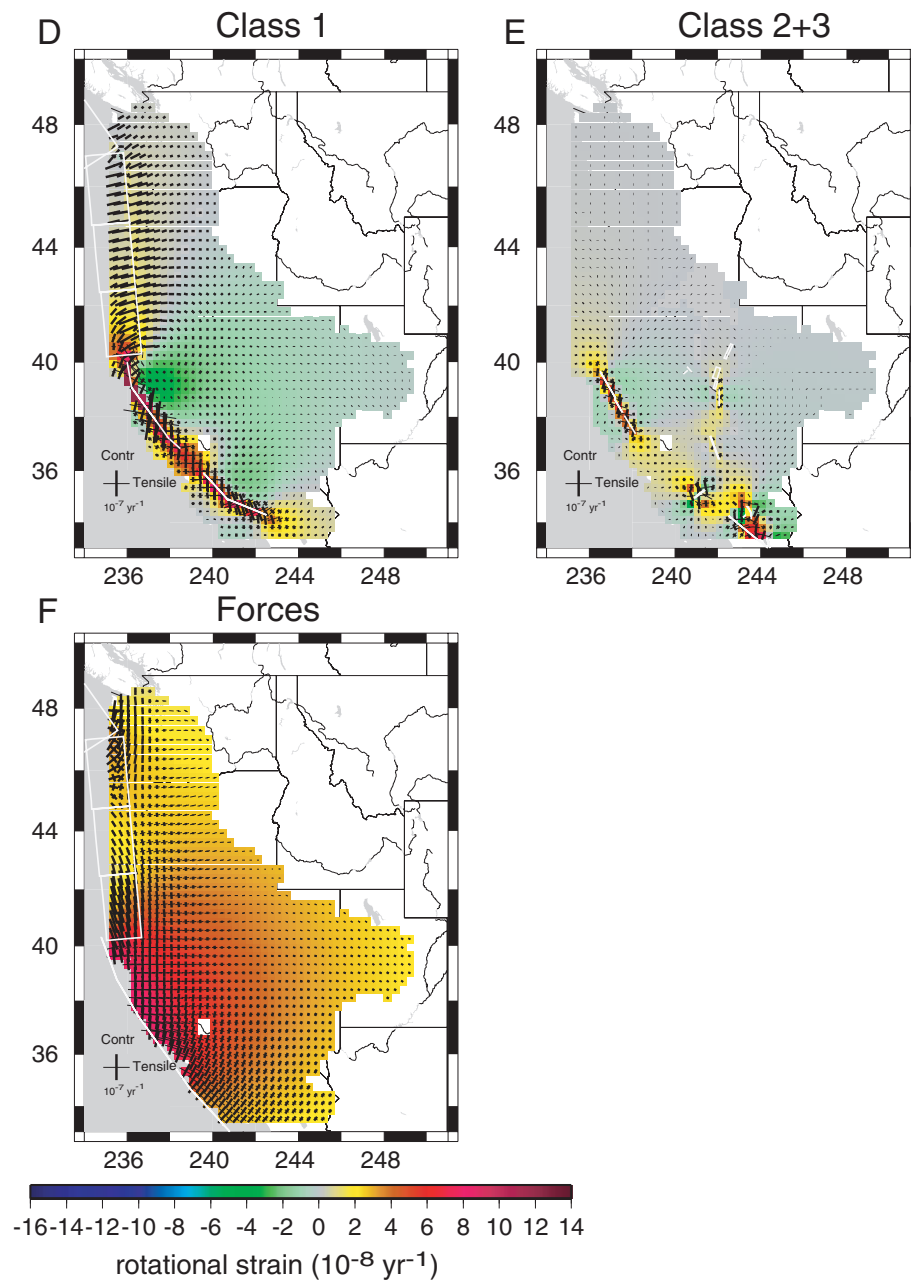 D Class 1
E Class 2+3
48
44
40
36
Contr
Tensile
10-7 yr-1
236 240 244 248
48
44
40
36
Contr
Tensile
10-7 yr-1
236 240 244 248
F Forces
48
44
40
36
Contr
Tensile
10-7 yr-1
236 240 244 248
-16 -14 -12 -10 -8 -6 -4 -2 0 2 4 6 8 10 12 14
rotational strain (10-8 yr-1)